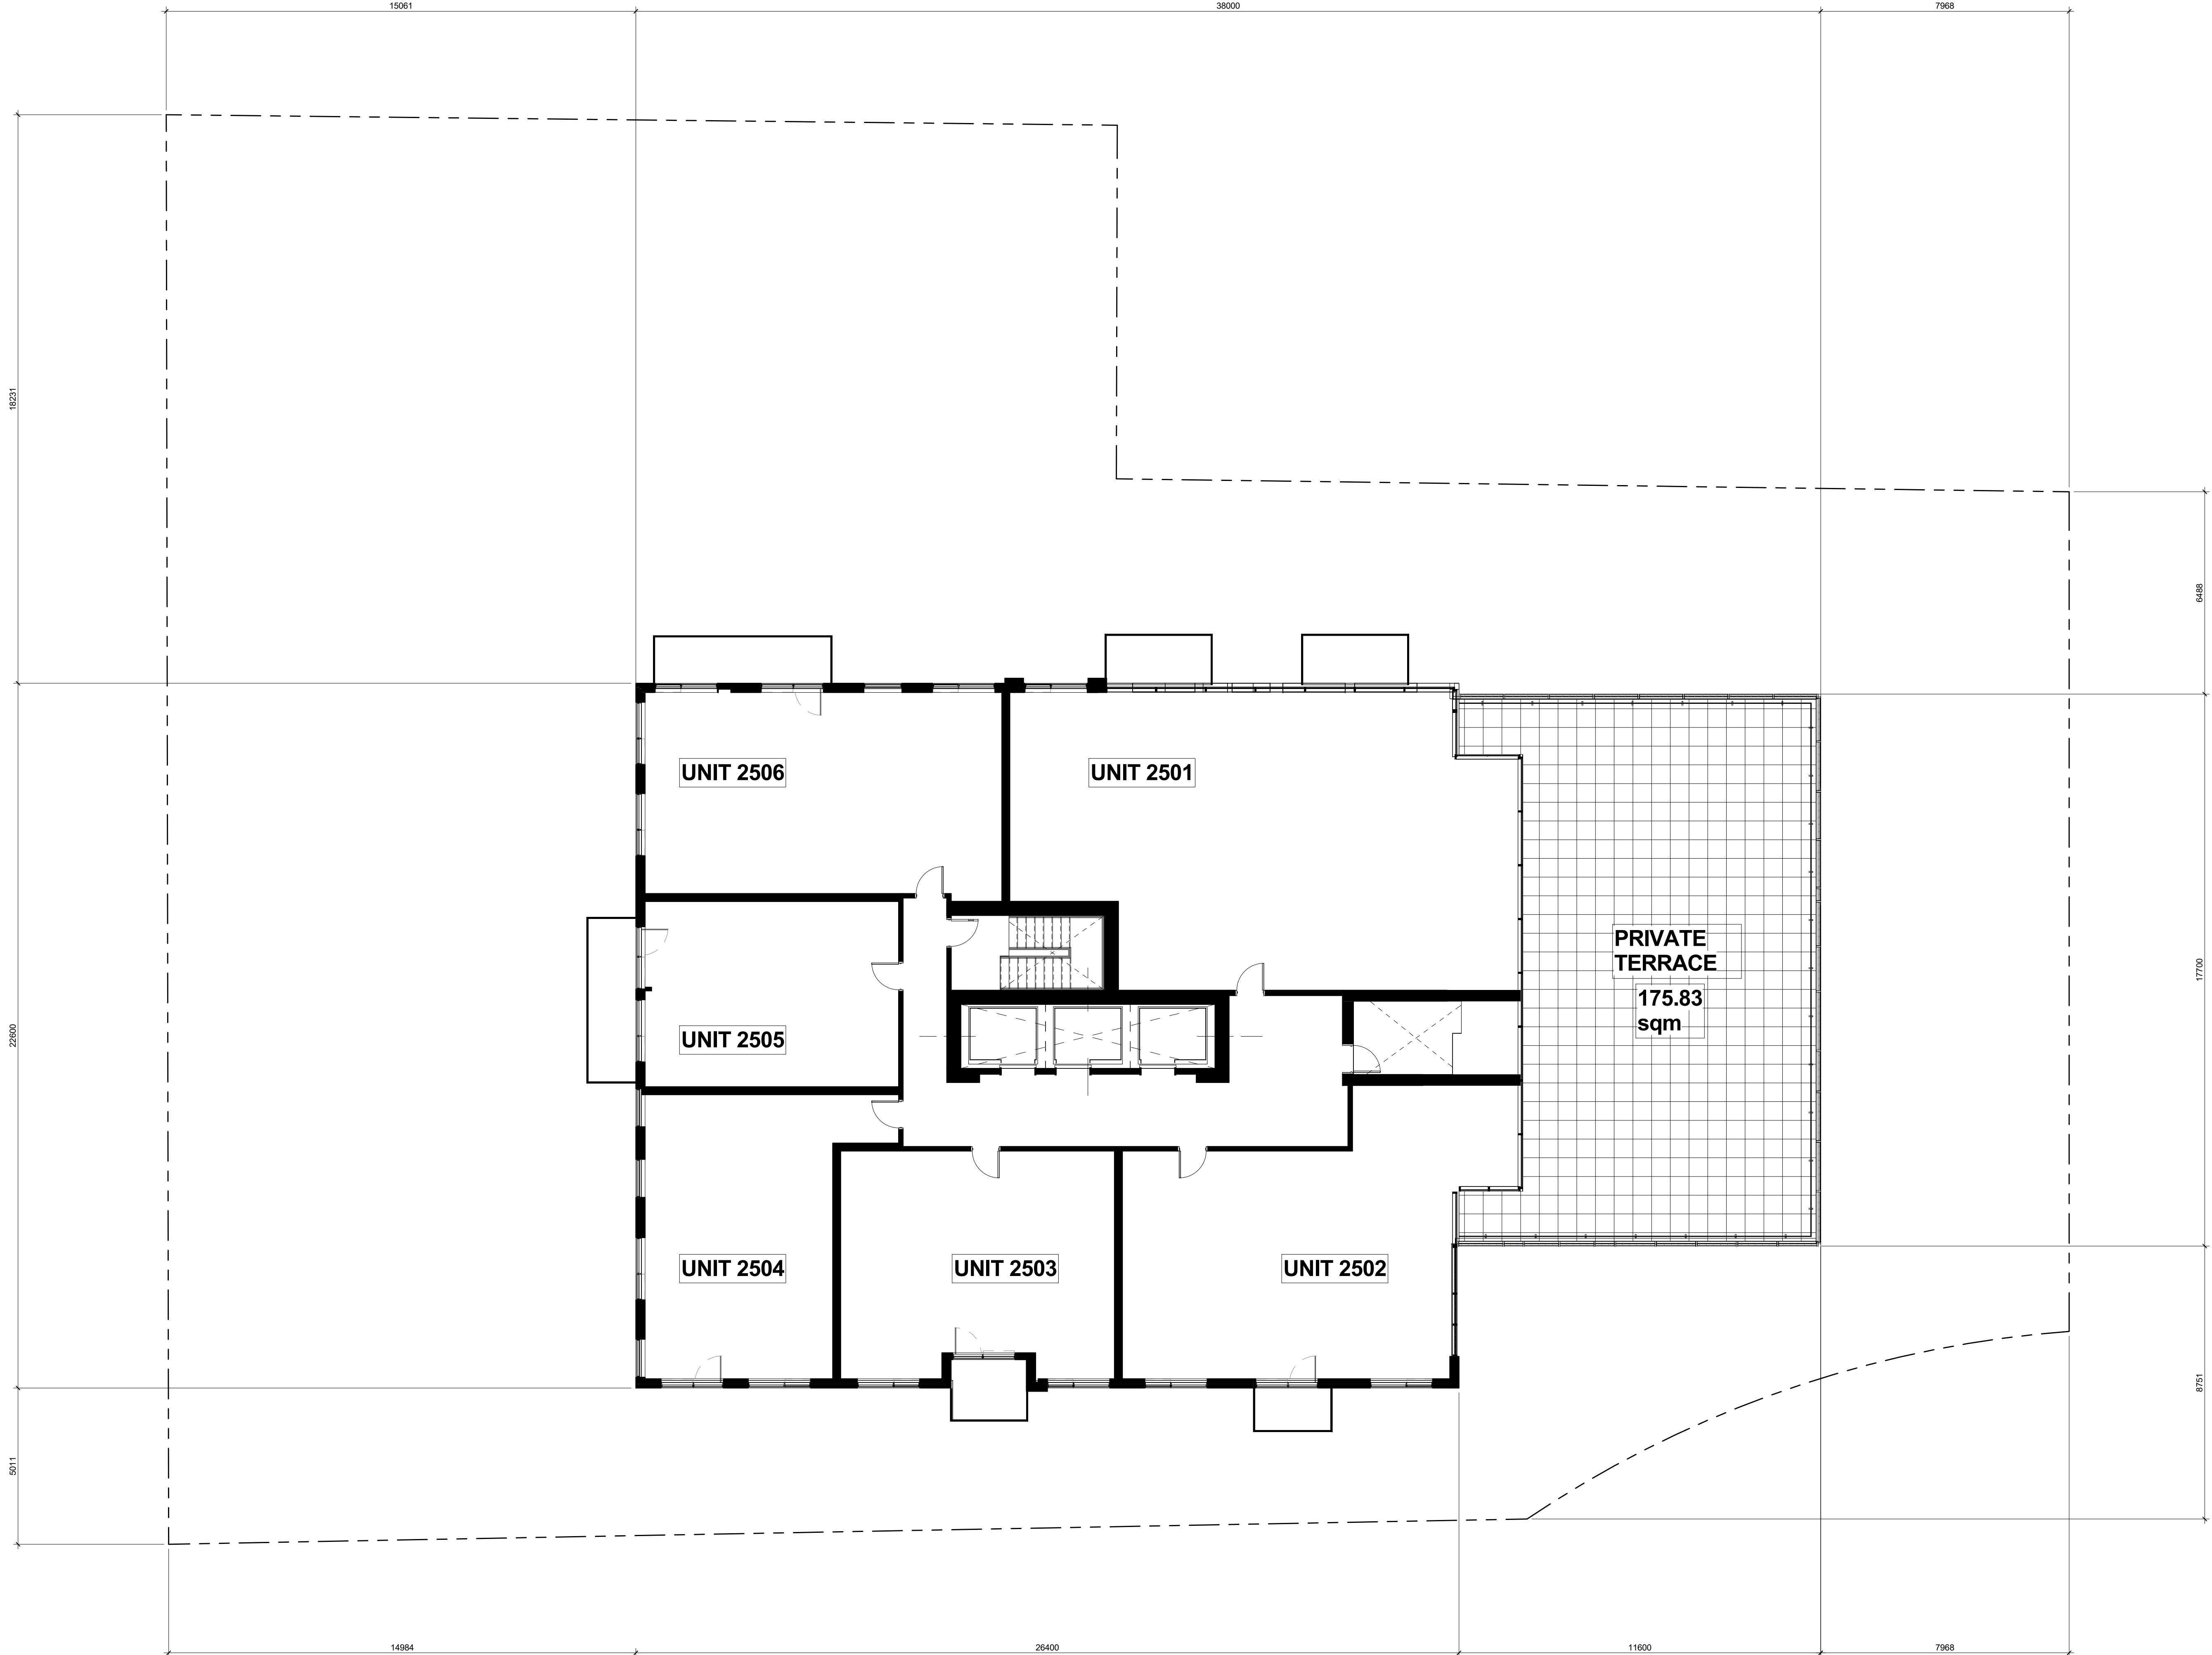 15061
38000
7968
18231
6488
UNIT 2506
UNIT 2501
PRIVATE
TERRACE
175.83
sqm
17700
22600
UNIT 2505
UNIT 2504
UNIT 2503
UNIT 2502
8751
5011
14984
26400
11600
7968